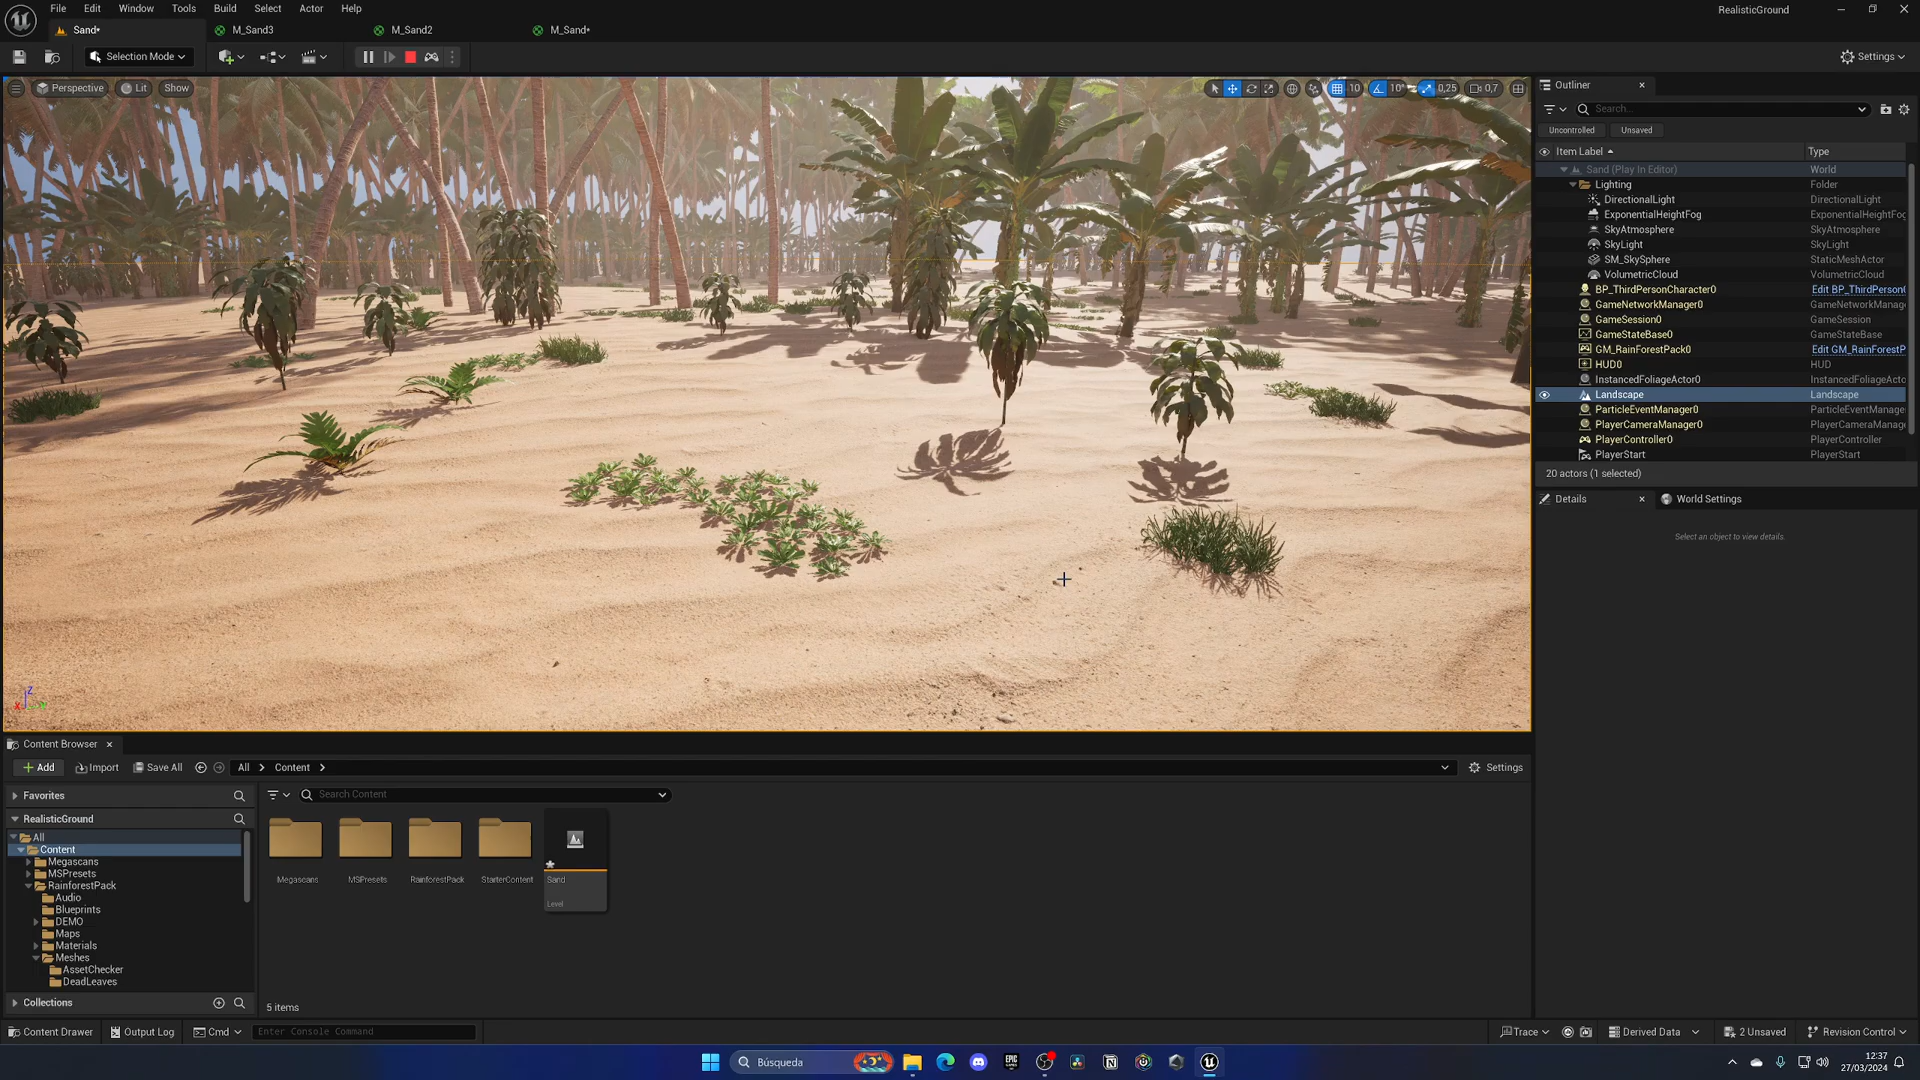 File Edit Window Tools Build Select Actor Help
RealisticGround
Sand*
M_Sand3
M_Sand2
M_Sand*
Selection Mode
Settings
Perspective
Lit
Show
10
10°
0,25
0,7
Outliner
Search...
Uncontrolled
Unsaved
Item Label
Type
Sand (Play In Editor) World
Lighting Folder
DirectionalLight DirectionalLight
ExponentialHeightFog ExponentialHeightFog
SkyAtmosphere SkyAtmosphere
SkyLight SkyLight
SM_SkySphere StaticMeshActor
VolumetricCloud VolumetricCloud
BP_ThirdPersonCharacter0 Edit BP_ThirdPerson
GameNetworkManager0 GameNetworkManage
GameSession0 GameSession
GameStateBase0 GameStateBase
GM_RainForestPack0 Edit GM_RainForestP
HUD0 HUD
InstancedFoliageActor0 InstancedFoliageActo
Landscape Landscape
ParticleEventManager0 ParticleEventManage
PlayerCameraManager0 PlayerCameraManage
PlayerController0 PlayerController
PlayerStart PlayerStart
20 actors (1 selected)
Details
World Settings
Select an object to view details.
Z
X
Content Browser
Add
Import
Save All
All
Content
Settings
Favorites
Search Content
RealisticGround
All
Content
Megascans
MSPresets
RainforestPack
Audio
Blueprints
DEMO
Maps
Materials
Meshes
AssetChecker
DeadLeaves
Collections
Megascans
MSPresets
RainforestPack
StarterContent
Sand
Level
5 items
Content Drawer
Output Log
Cmd
Enter Console Command
Trace
Derived Data
2 Unsaved
Revision Control
Búsqueda
EPIC
12:37
27/03/2024